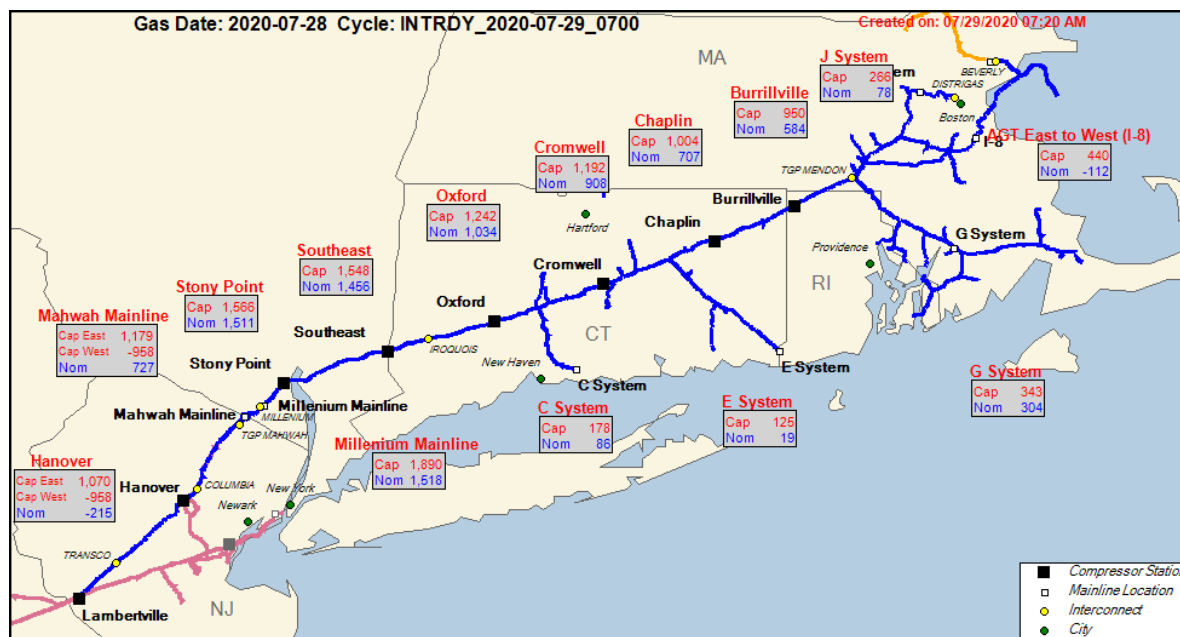 Gas Date: 2020-07-28 Cycle: INTRDY_2020-07-29_0700
Created on: 07/29/2020 07:20 AM
MA
J System
Cap 266
Nom 78
em
BEVERLY
DISTRIGAS
Boston
Burrillville
Cap 950
Nom 584
Chaplin
Cap 1,004
Nom 707
AGT East to West (I-8)
I-8
Cap 440
Nom -112
Cromwell
Cap 1,192
Nom 908
TGP MENDON
Oxford
Cap 1,242
Nom 1,034
Hartford
Burrillville
Chaplin
Providence
G System
Southeast
Cap 1,548
Nom 1,456
Cromwell
RI
Stony Point
Cap 1,566
Nom 1,511
Oxford
CT
Mahwah Mainline
Cap East 1,179
Cap West -958
Nom 727
Southeast
IROQUOIS
Stony Point
New Haven
C System
E System
G System
Cap 343
Nom 304
Mahwah Mainline
Millenium Mainline
MILLENIUM
TGP MAHWAH
C System
Cap 178
Nom 86
E System
Cap 125
Nom 19
Millenium Mainline
Cap 1,890
Nom 1,518
Hanover
Cap East 1,070
Cap West -958
Nom -215
Hanover
COLUMBIA
New York
Newark
TRANSCO
Lambertville
NJ
Compressor Station
Mainline Location
Interconnect
City